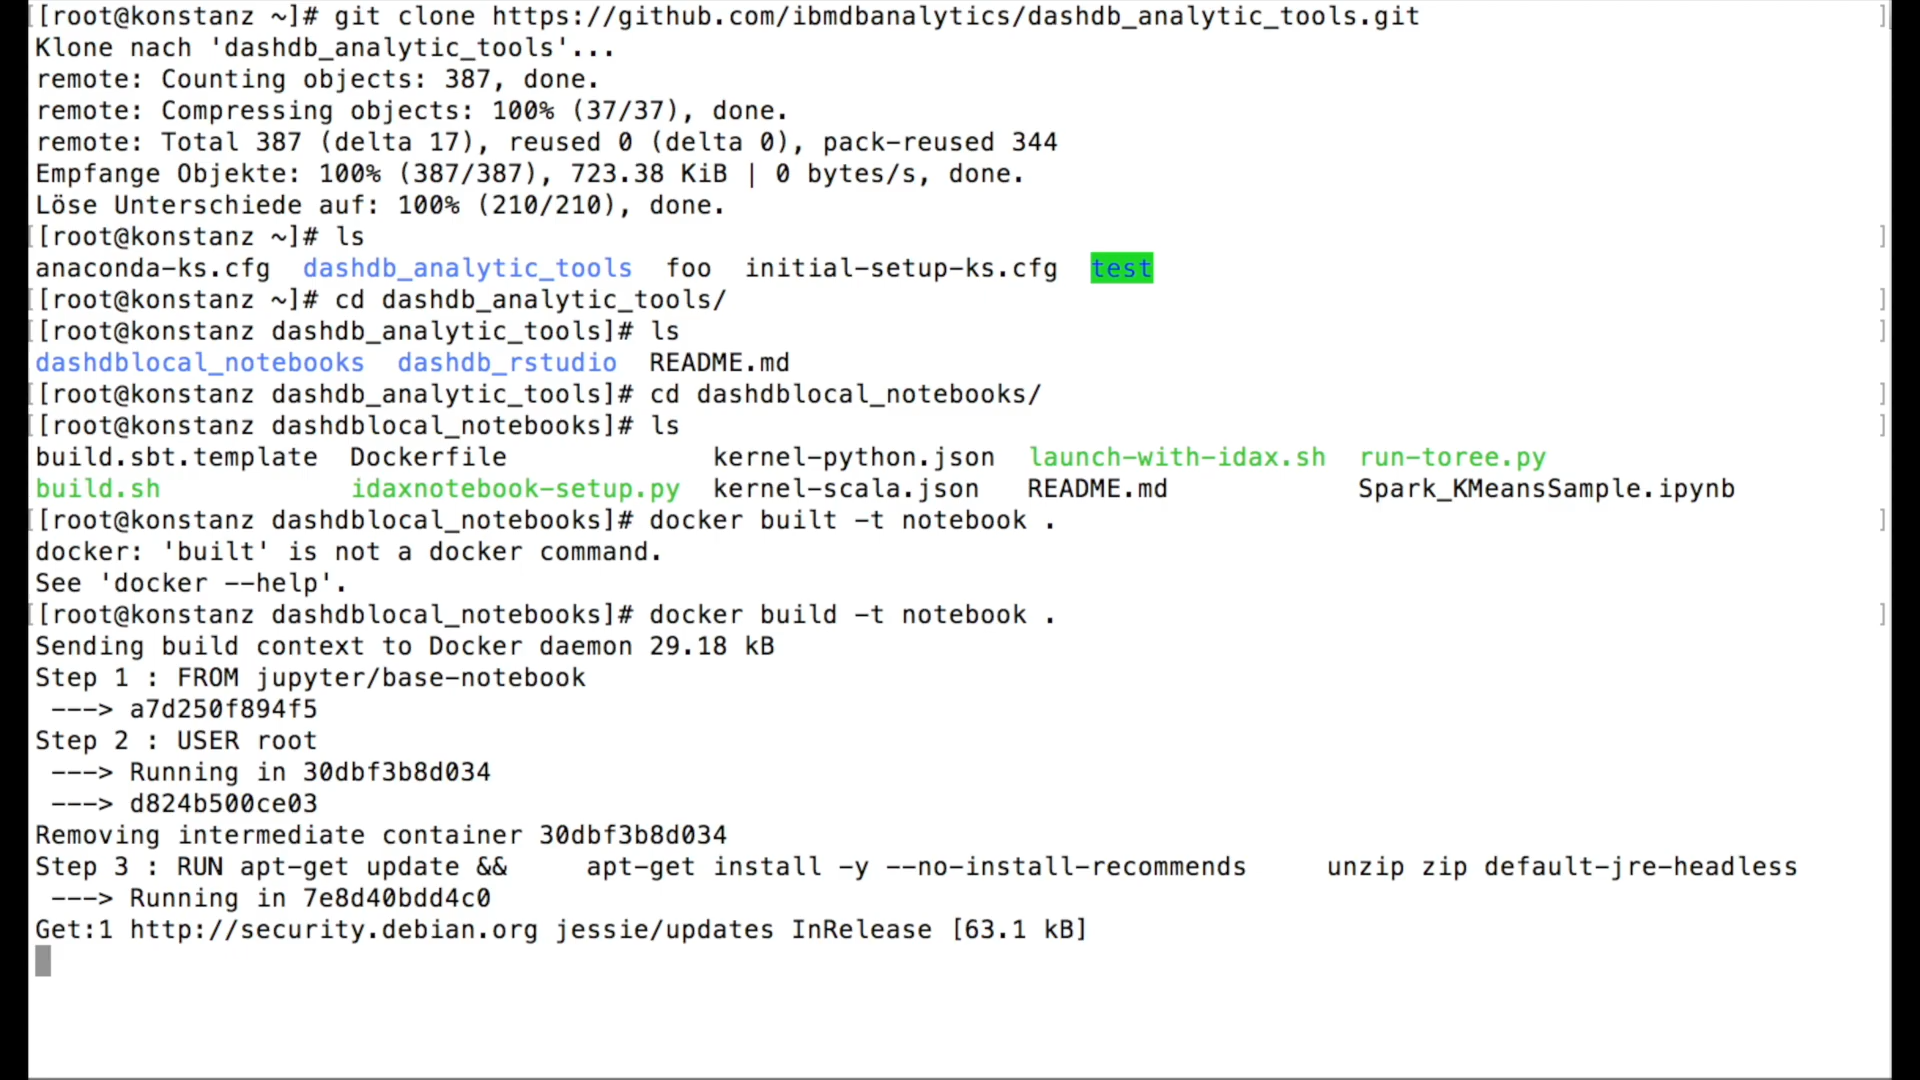 [[root@konstanz ~]# git clone https://github.com/ibmdbanalytics/dashdb_analytic_tools.git ]
Klone nach 'dashdb_analytic_tools'...
remote: Counting objects: 387, done.
remote: Compressing objects: 100% (37/37), done.
remote: Total 387 (delta 17), reused 0 (delta 0), pack-reused 344
Empfange Objekte: 100% (387/387), 723.38 KiB | 0 bytes/s, done.
Löse Unterschiede auf: 100% (210/210), done.
[[root@konstanz ~]# ls ]
anaconda-ks.cfg  dashdb_analytic_tools  foo  initial-setup-ks.cfg  test
[[root@konstanz ~]# cd dashdb_analytic_tools/ ]
[[root@konstanz dashdb_analytic_tools]# ls ]
dashdblocal_notebooks  dashdb_rstudio  README.md
[[root@konstanz dashdb_analytic_tools]# cd dashdblocal_notebooks/ ]
[[root@konstanz dashdblocal_notebooks]# ls ]
build.sbt.template  Dockerfile  kernel-python.json  launch-with-idax.sh  run-toree.py
build.sh  idaxnotebook-setup.py  kernel-scala.json  README.md  Spark_KMeansSample.ipynb
[[root@konstanz dashdblocal_notebooks]# docker built -t notebook . ]
docker: 'built' is not a docker command.
See 'docker --help'.
[[root@konstanz dashdblocal_notebooks]# docker build -t notebook . ]
Sending build context to Docker daemon 29.18 kB
Step 1 : FROM jupyter/base-notebook
 ---> a7d250f894f5
Step 2 : USER root
 ---> Running in 30dbf3b8d034
 ---> d824b500ce03
Removing intermediate container 30dbf3b8d034
Step 3 : RUN apt-get update &&     apt-get install -y --no-install-recommends     unzip zip default-jre-headless
 ---> Running in 7e8d40bdd4c0
Get:1 http://security.debian.org jessie/updates InRelease [63.1 kB]